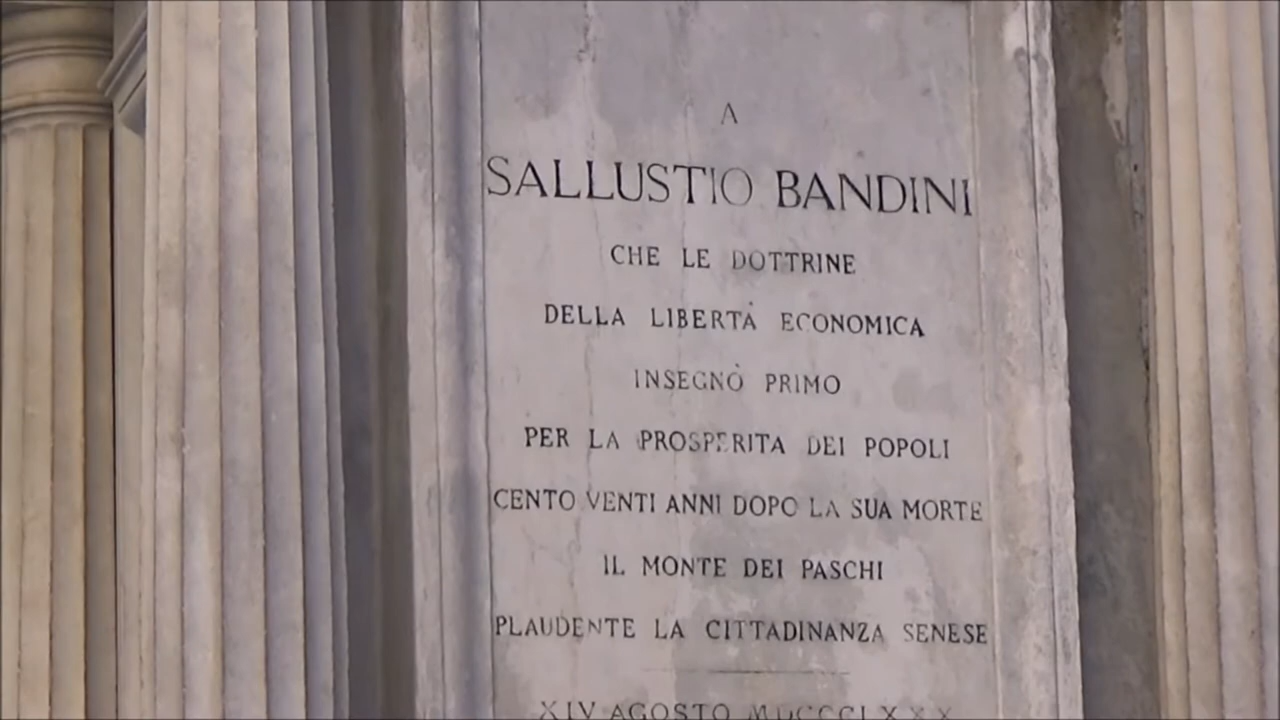 A
SALLUSTIO BANDINI
CHE LE DOTTRINE
DELLA LIBERTÀ ECONOMICA
INSEGNÒ PRIMO
PER LA PROSPERITA DEI POPOLI
CENTO VENTI ANNI DOPO LA SUA MORTE
IL MONTE DEI PASCHI
PLAUDENTE LA CITTADINANZA SENESE
XIV AGOSTO MDCCCLXXX